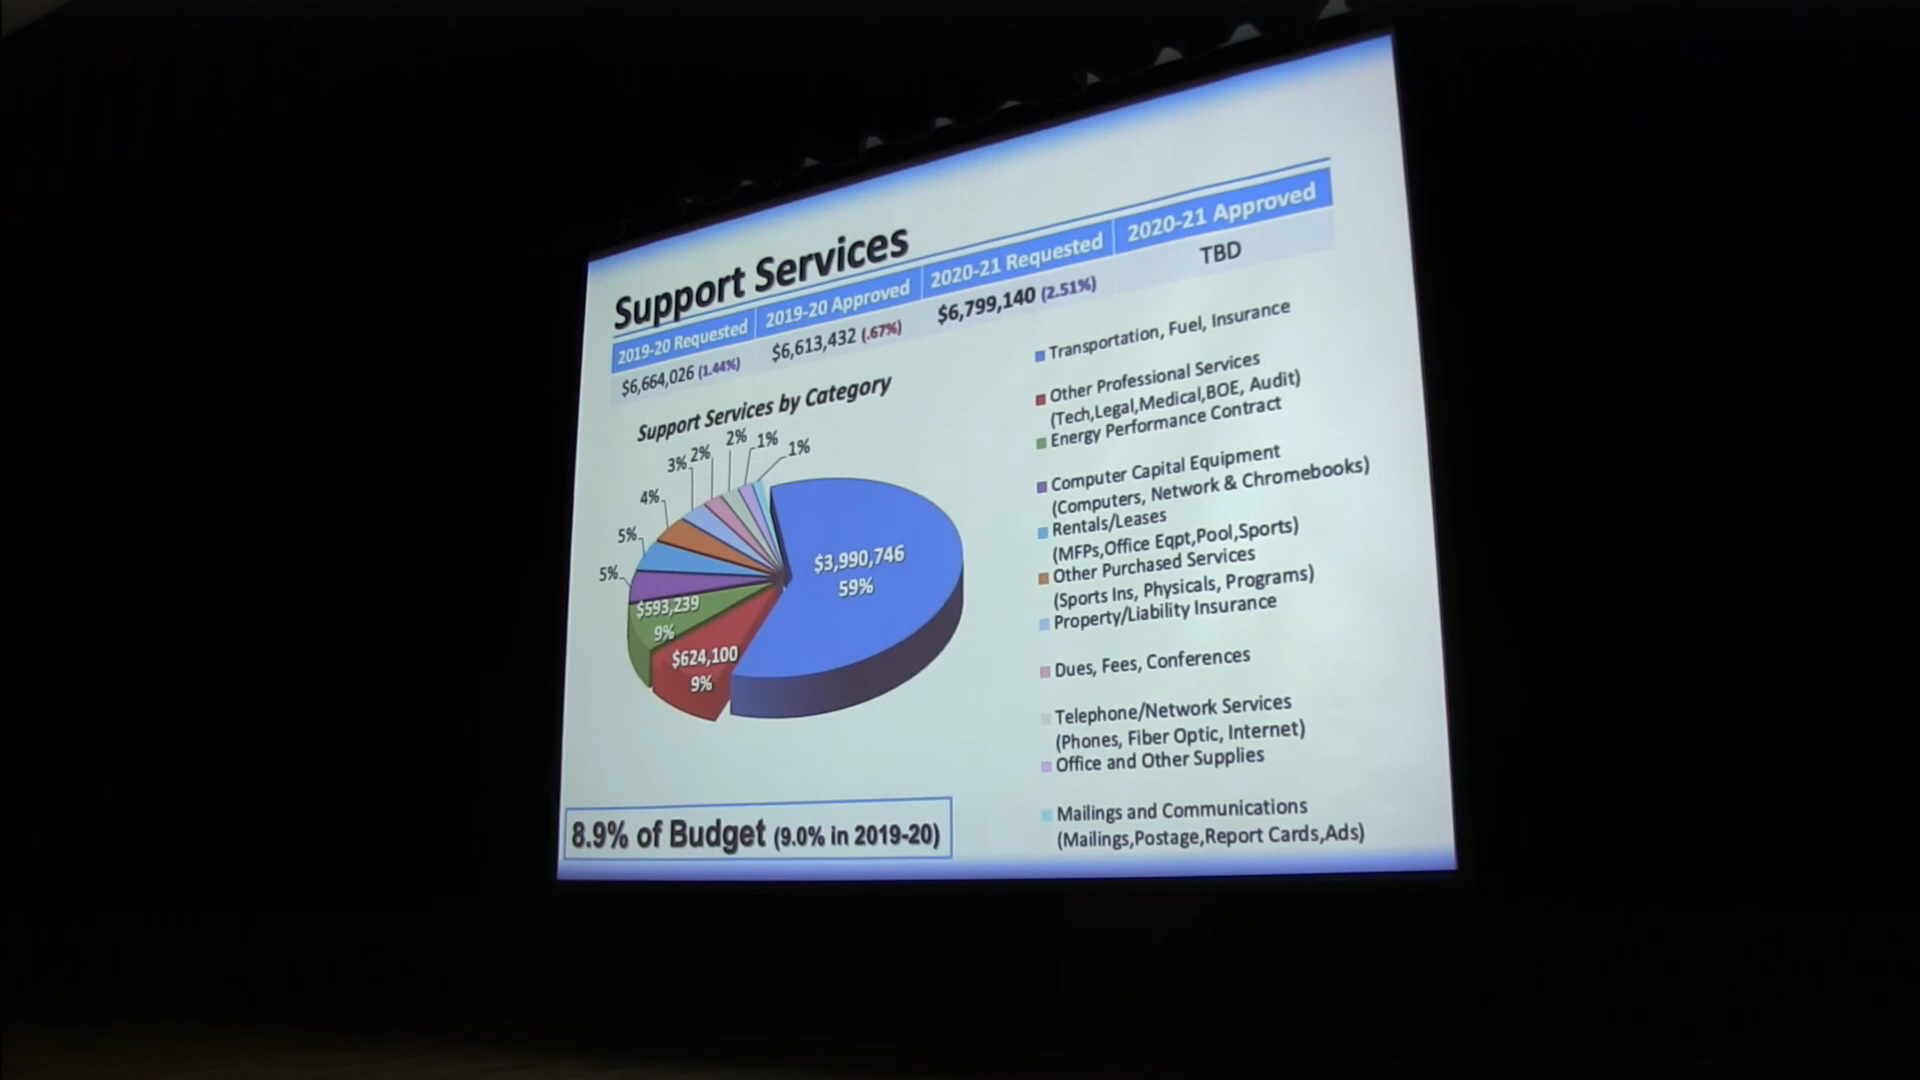 Support Services
2019-20 Requested 2019-20 Approved 2020-21 Requested 2020-21 Approved
$6,664,026 (1.44%) $6,613,432 (.67%) $6,799,140 (2.51%) TBD
Support Services by Category
3% 2% 2% 1% 1%
4%
5%
5%
$3,990,746
59%
$593,239
9%
$624,100
9%
Transportation, Fuel, Insurance
Other Professional Services
(Tech,Legal,Medical,BOE, Audit)
Energy Performance Contract
Computer Capital Equipment
(Computers, Network & Chromebooks)
Rentals/Leases
(MFPs,Office Eqpt,Pool,Sports)
Other Purchased Services
(Sports Ins, Physicals, Programs)
Property/Liability Insurance
Dues, Fees, Conferences
Telephone/Network Services
(Phones, Fiber Optic, Internet)
Office and Other Supplies
Mailings and Communications
(Mailings,Postage,Report Cards,Ads)
8.9% of Budget (9.0% in 2019-20)